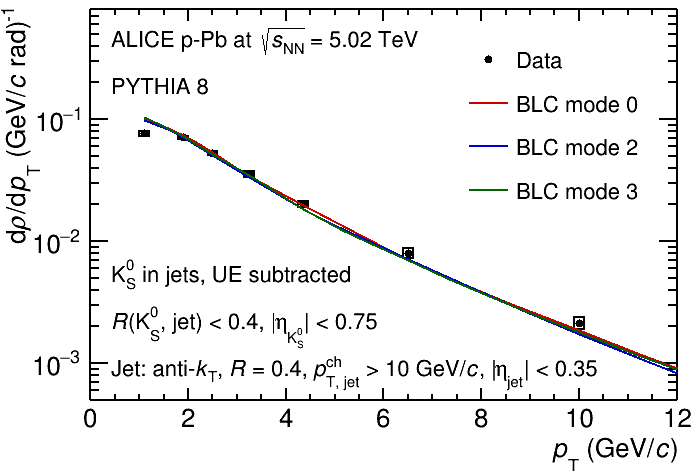 ALICE p-Pb at √sNN = 5.02 TeV
PYTHIA 8
Data
BLC mode 0
BLC mode 2
BLC mode 3
dρ/dpT (GeV/c rad)⁻¹
10⁻¹
10⁻²
10⁻³
K⁰S in jets, UE subtracted
R(K⁰S, jet) < 0.4, |ηK⁰S| < 0.75
Jet: anti-kT, R = 0.4, pchT, jet > 10 GeV/c, |ηjet| < 0.35
0 2 4 6 8 10 12
pT (GeV/c)